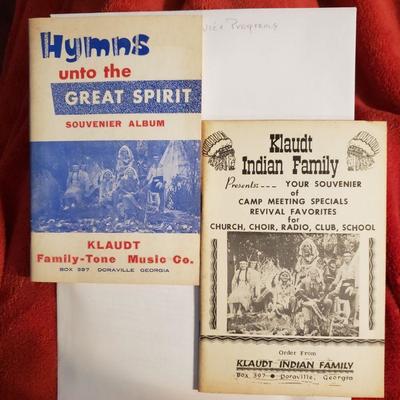 Programs
Hymns
unto the
GREAT SPIRIT
SOUVENIER ALBUM
KLAUDT
Family-Tone Music Co.
BOX 397 DORAVILLE GEORGIA
Klaudt
Indian Family
Presents:--- YOUR SOUVENIER
of
CAMP MEETING SPECIALS
REVIVAL FAVORITES
for
CHURCH, CHOIR, RADIO, CLUB, SCHOOL
Order From
KLAUDT INDIAN FAMILY
Box 397 • Doraville, Georgia